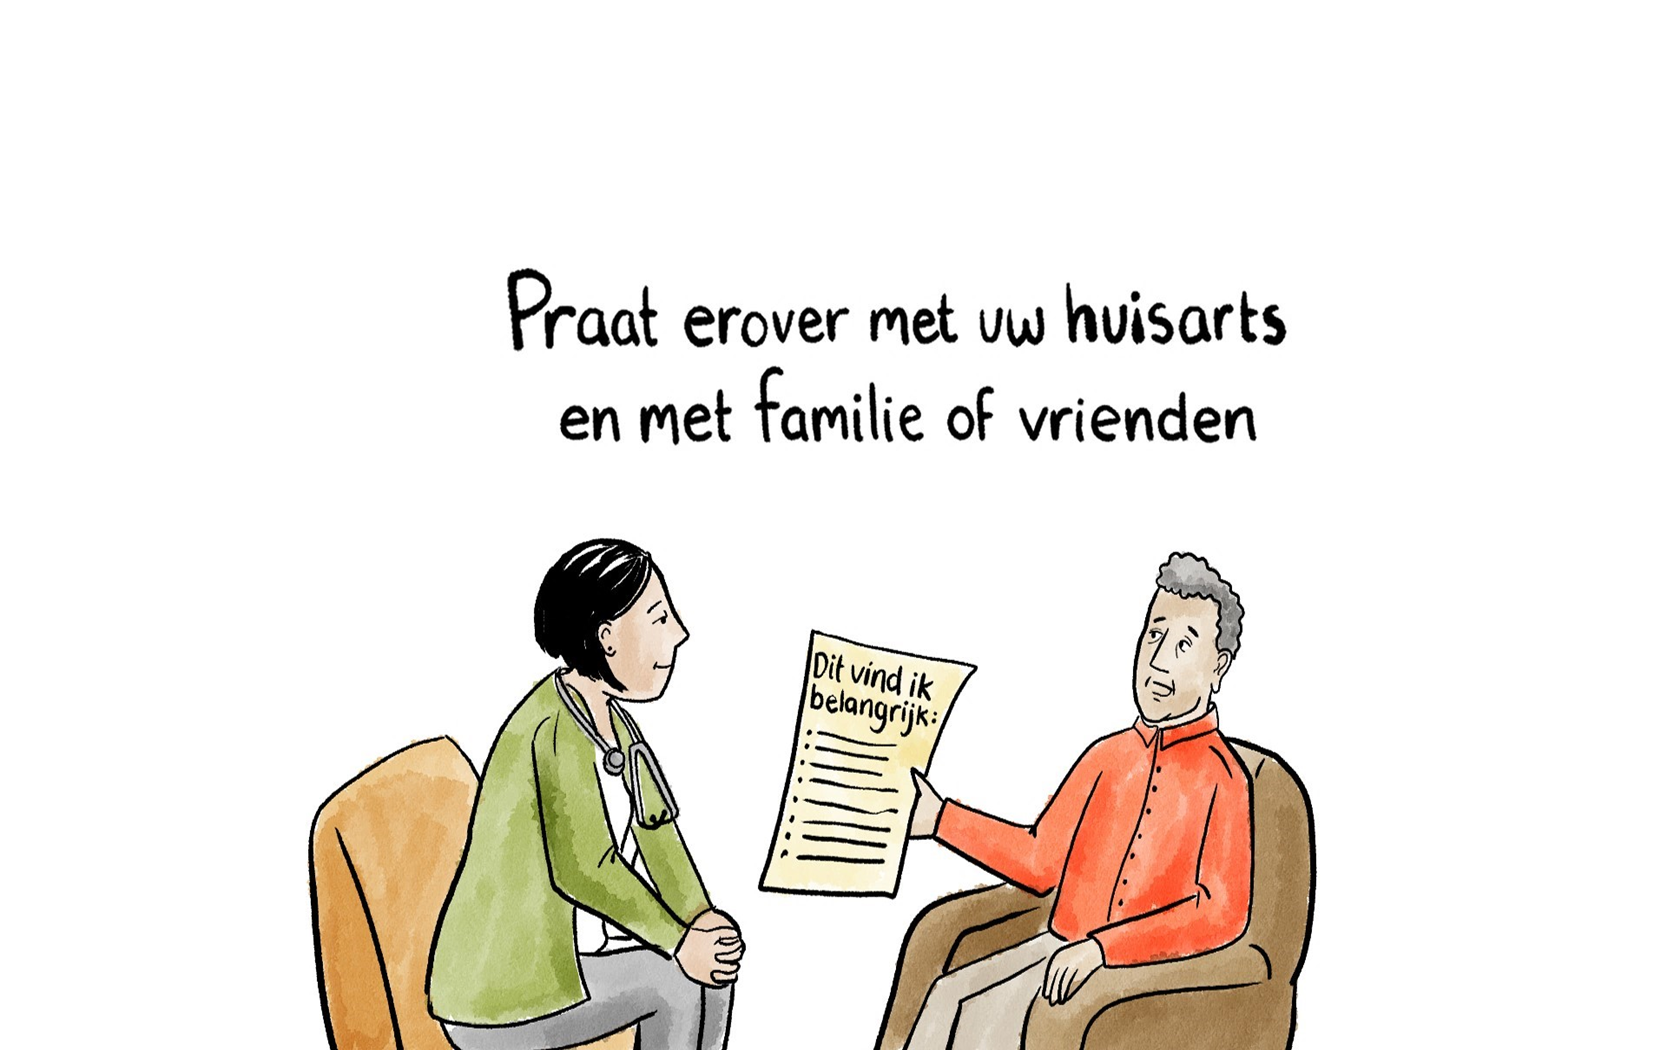 Praat erover met uw huisarts
en met familie of vrienden
Dit vind ik
belangrijk: